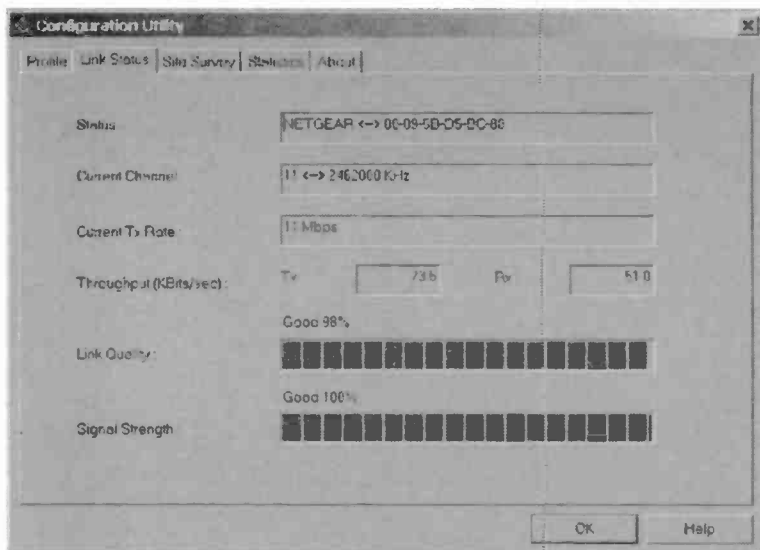 Configuration Utility
Profile Link Status Site Survey Statistics About
Status
NETGEAR <-> 00-09-5B-D5-BC-80
Current Channel
11 <-> 2462000 KHz
Current Tx Rate:
11 Mbps
Throughput (KBits/sec) :
Tx 73.6 Rx 51.0
Good 98%
Link Quality:
Good 100%
Signal Strength
OK Help